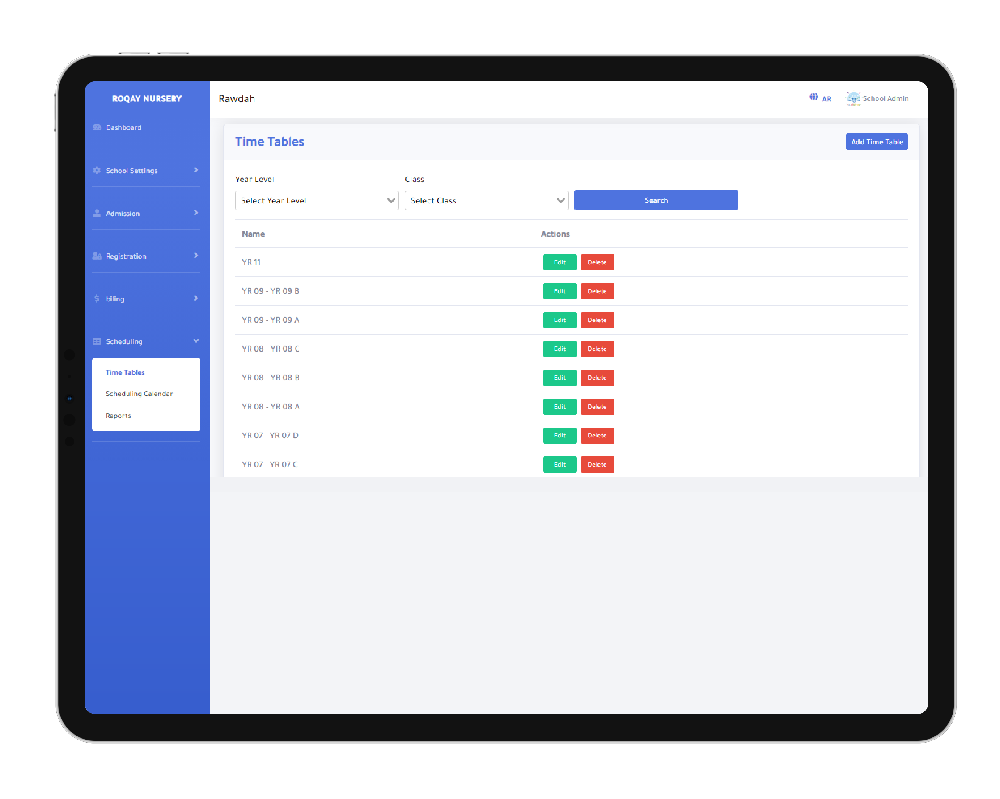 ROQAY NURSERY
Dashboard
School Settings
Admission
Registration
biling
Scheduling
Time Tables
Scheduling Calendar
Reports
Rawdah
AR
School Admin
Time Tables
Add Time Table
Year Level
Class
Select Year Level
Select Class
Search
Name
Actions
YR 11
Edit
Delete
YR 09 - YR 09 B
Edit
Delete
YR 09 - YR 09 A
Edit
Delete
YR 08 - YR 08 C
Edit
Delete
YR 08 - YR 08 B
Edit
Delete
YR 08 - YR 08 A
Edit
Delete
YR 07 - YR 07 D
Edit
Delete
YR 07 - YR 07 C
Edit
Delete